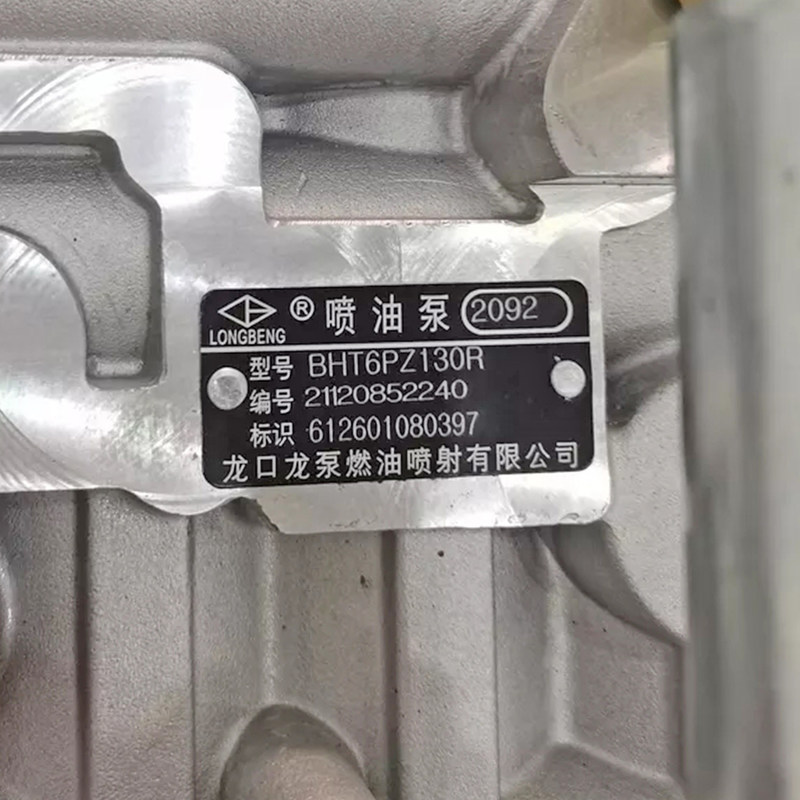 LONGBENG ® 喷油泵 2092
型号 BHT6PZ130R
编号 21120852240
标识 612601080397
龙口龙泵燃油喷射有限公司